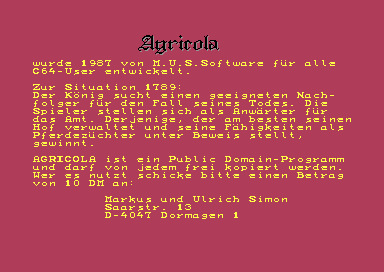 Agricola
wurde 1987 von M.U.S.Software für alle
C64-User entwickelt.
Zur Situation 1789:
Der König sucht einen geeigneten Nach-
folger für den Fall seines Todes. Die
Spieler stellen sich als Anwärter für
das Amt. Derjenige, der am besten seinen
Hof verwaltet und seine Fähigkeiten als
Pferdezüchter unter Beweis stellt,
gewinnt.
AGRICOLA ist ein Public Domain-Programm
und darf von jedem frei kopiert werden.
Wer es nutzt schicke bitte einen Betrag
von 10 DM an:
Markus und Ulrich Simon
Saarstr. 13
D-4047 Dormagen 1